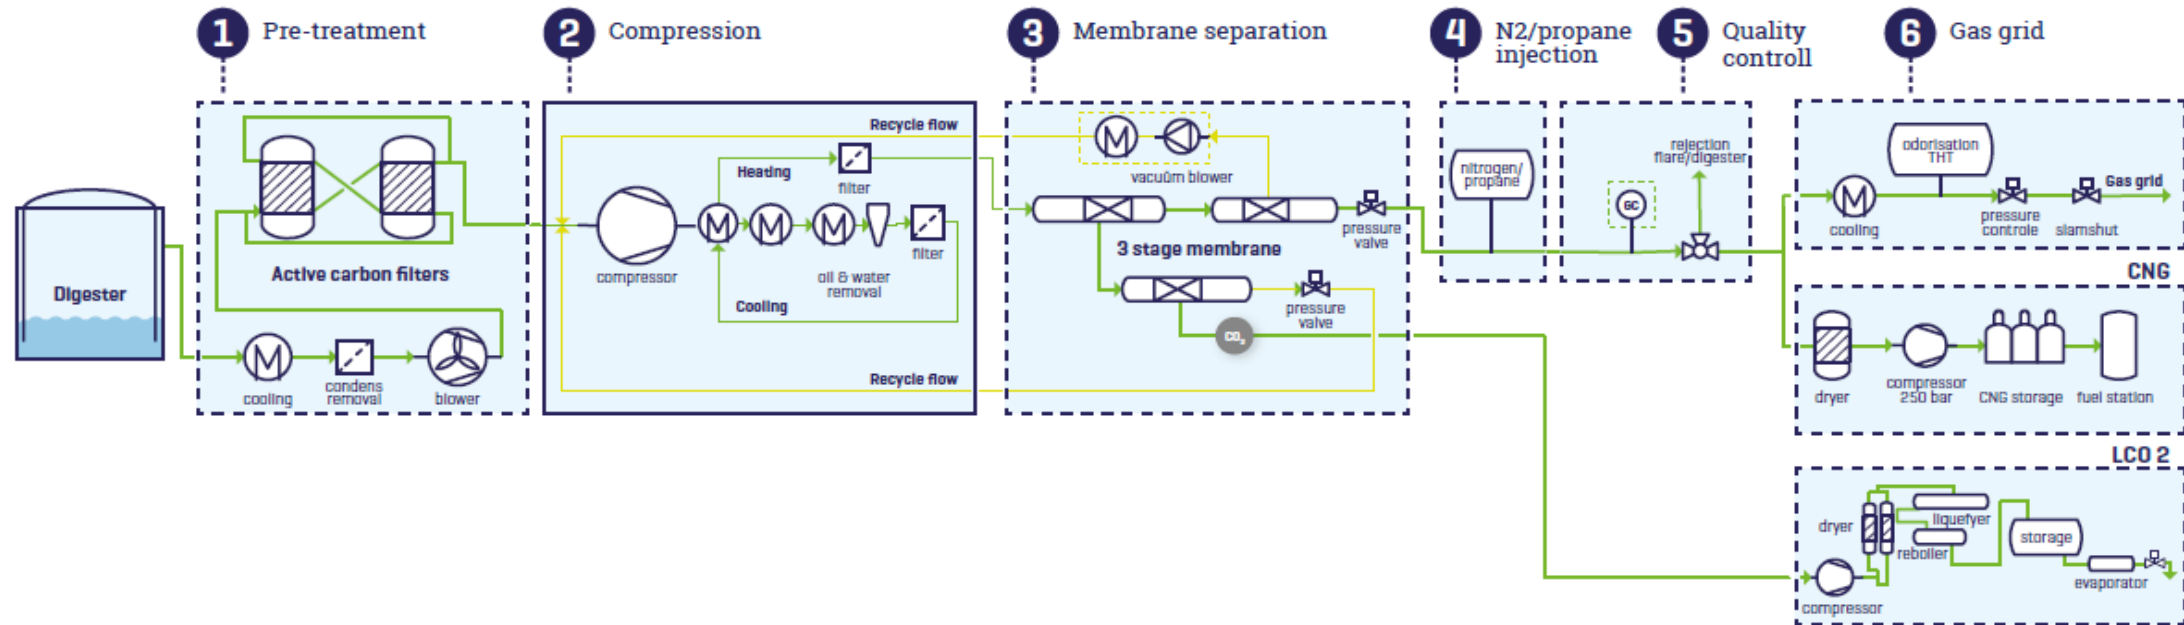 1 Pre-treatment
2 Compression
3 Membrane separation
4 N2/propane
injection
5 Quality
controll
6 Gas grid
Digester
Active carbon filters
cooling
condens
removal
blower
Recycle flow
Heating
filter
compressor
oil & water
removal
filter
Cooling
Recycle flow
vacuüm blower
3 stage membrane
pressure
valve
pressure
valve
CO₂
nitrogen/
propane
rejection
flare/digester
GC
odorisation
THT
Gas grid
cooling
pressure
controle
slamshut
CNG
dryer
compressor
250 bar
CNG storage
fuel station
LCO 2
dryer
liquefyer
reboiler
storage
evaporator
compressor